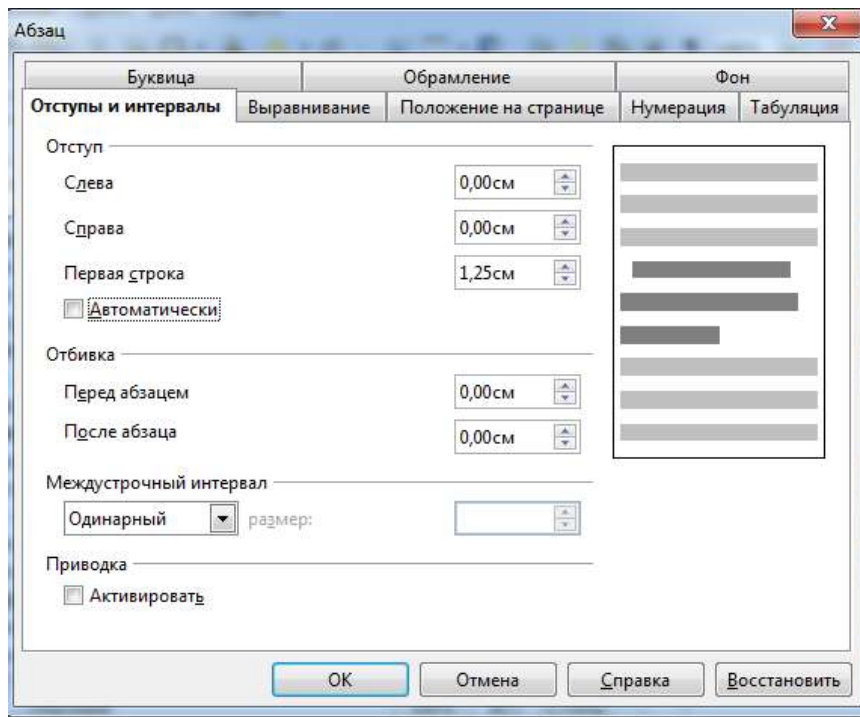 Абзац
Буквица Обрамление Фон
Отступы и интервалы Выравнивание Положение на странице Нумерация Табуляция
Отступ
Слева 0,00см
Справа 0,00см
Первая строка 1,25см
Автоматически
Отбивка
Перед абзацем 0,00см
После абзаца 0,00см
Междустрочный интервал
Одинарный размер:
Приводка
Активировать
OK Отмена Справка Восстановить